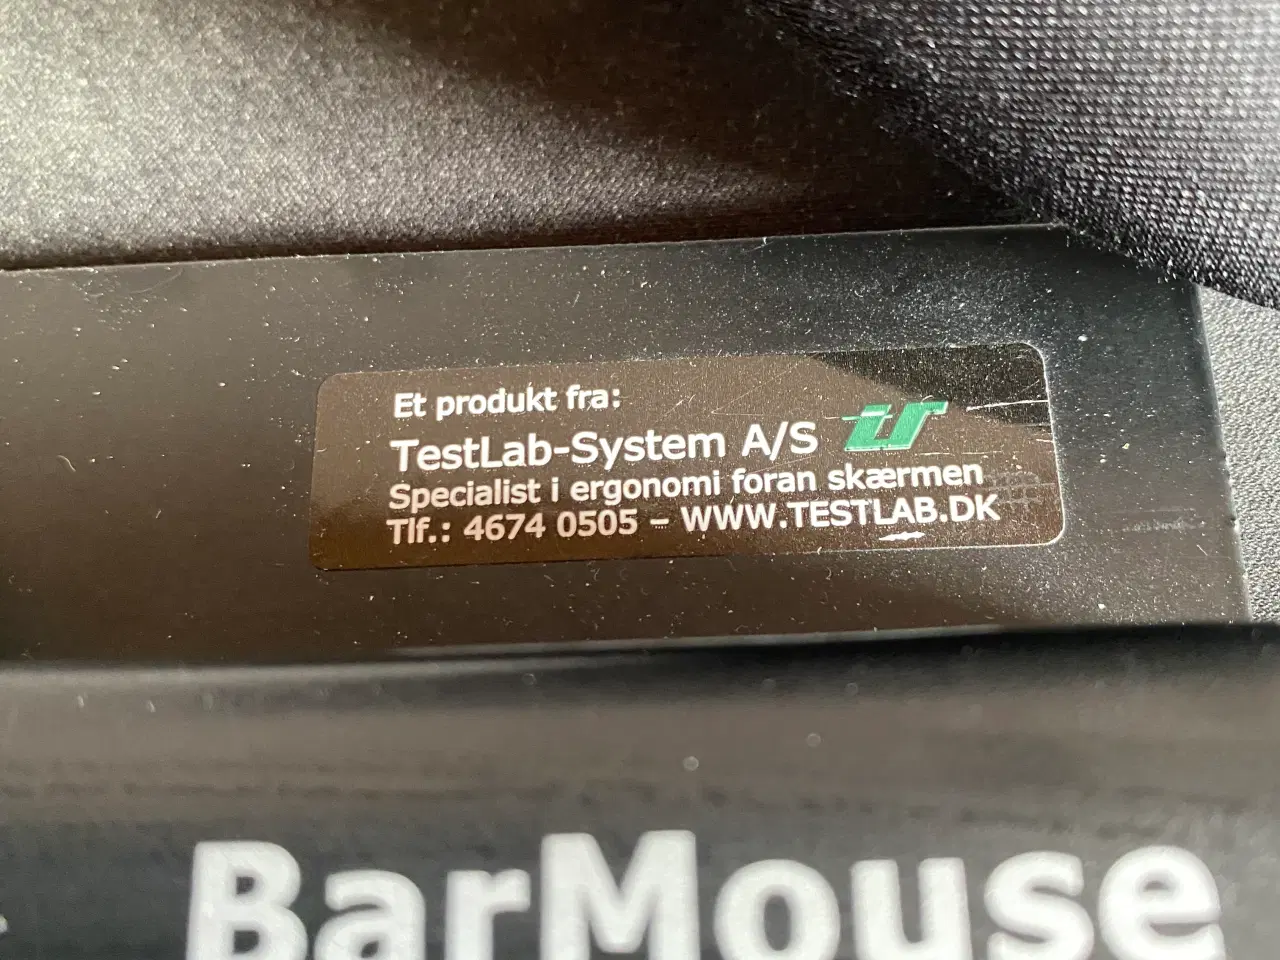 Et produkt fra:
TestLab-System A/S
Specialist i ergonomi foran skærmen
Tlf.: 4674 0505 – WWW.TESTLAB.DK
BarMouse